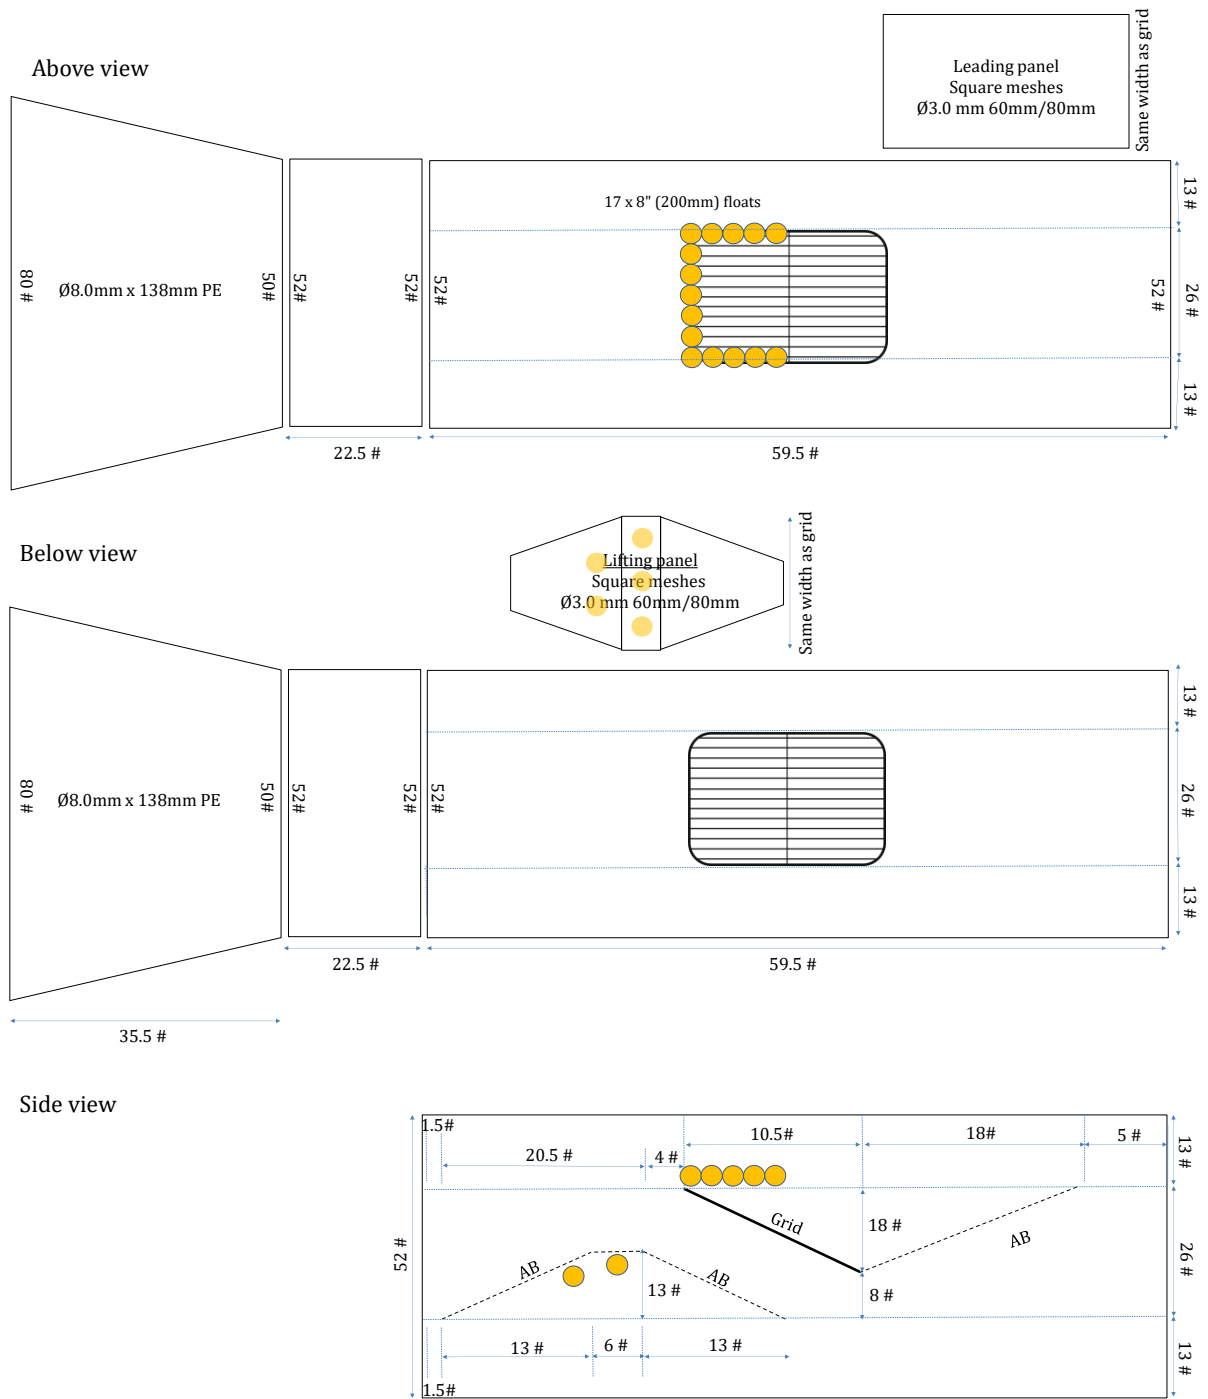 Above view
Leading panel
Square meshes
Ø3.0 mm 60mm/80mm
Same width as grid
17 x 8" (200mm) floats
80 #
Ø8.0mm x 138mm PE
50#
52#
52#
52#
52 #
13 #
26 #
13 #
22.5 #
59.5 #
Below view
Lifting panel
Square meshes
Ø3.0 mm 60mm/80mm
Same width as grid
80 #
Ø8.0mm x 138mm PE
50#
52#
52#
52#
13 #
26 #
13 #
22.5 #
59.5 #
35.5 #
Side view
1.5#
20.5 #
4 #
10.5#
18#
5 #
13 #
52 #
Grid
18 #
AB
26 #
AB
AB
13 #
8 #
13 #
6 #
13 #
13 #
1.5#